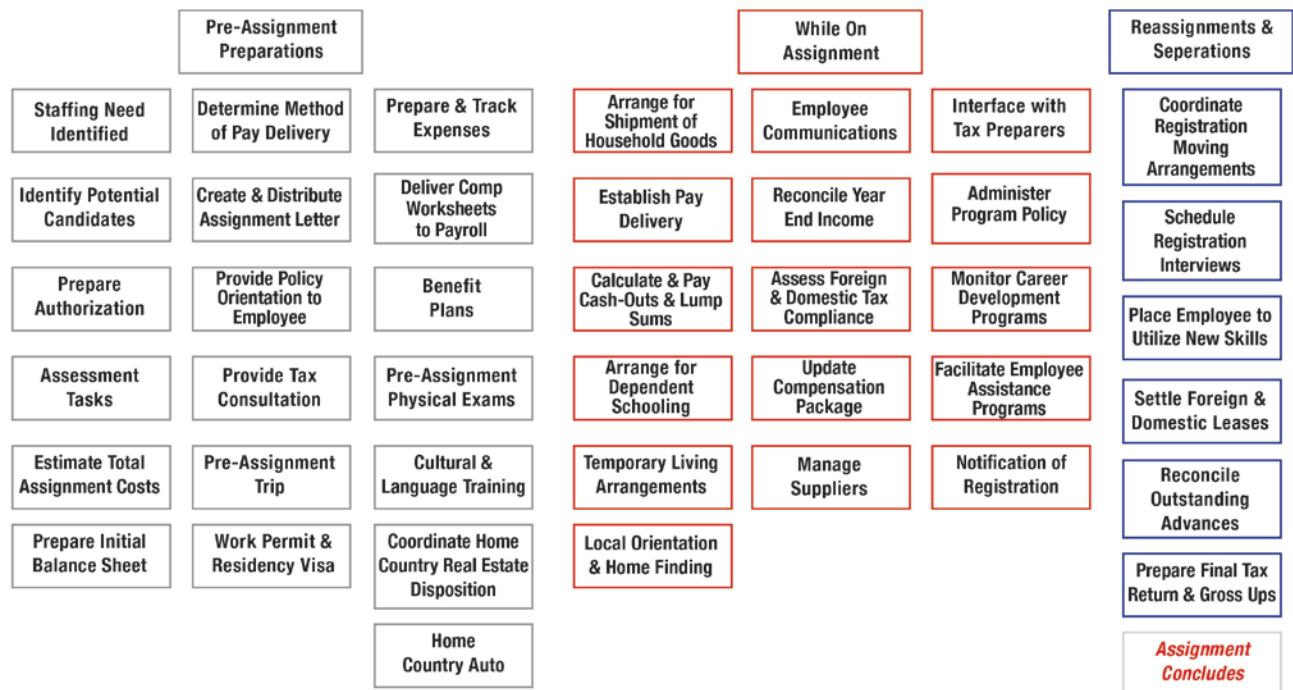 Pre-Assignment
Preparations
Staffing Need
Identified
Identify Potential
Candidates
Prepare
Authorization
Assessment
Tasks
Estimate Total
Assignment Costs
Prepare Initial
Balance Sheet
Determine Method
of Pay Delivery
Create & Distribute
Assignment Letter
Provide Policy
Orientation to
Employee
Provide Tax
Consultation
Pre-Assignment
Trip
Work Permit &
Residency Visa
Prepare & Track
Expenses
Deliver Comp
Worksheets
to Payroll
Benefit
Plans
Pre-Assignment
Physical Exams
Cultural &
Language Training
Coordinate Home
Country Real Estate
Disposition
Home
Country Auto
While On
Assignment
Arrange for
Shipment of
Household Goods
Establish Pay
Delivery
Calculate & Pay
Cash-Outs & Lump
Sums
Arrange for
Dependent
Schooling
Temporary Living
Arrangements
Local Orientation
& Home Finding
Employee
Communications
Reconcile Year
End Income
Assess Foreign
& Domestic Tax
Compliance
Update
Compensation
Package
Manage
Suppliers
Interface with
Tax Preparers
Administer
Program Policy
Monitor Career
Development
Programs
Facilitate Employee
Assistance
Programs
Notification of
Registration
Reassignments &
Seperations
Coordinate
Registration
Moving
Arrangements
Schedule
Registration
Interviews
Place Employee to
Utilize New Skills
Settle Foreign &
Domestic Leases
Reconcile
Outstanding
Advances
Prepare Final Tax
Return & Gross Ups
Assignment
Concludes